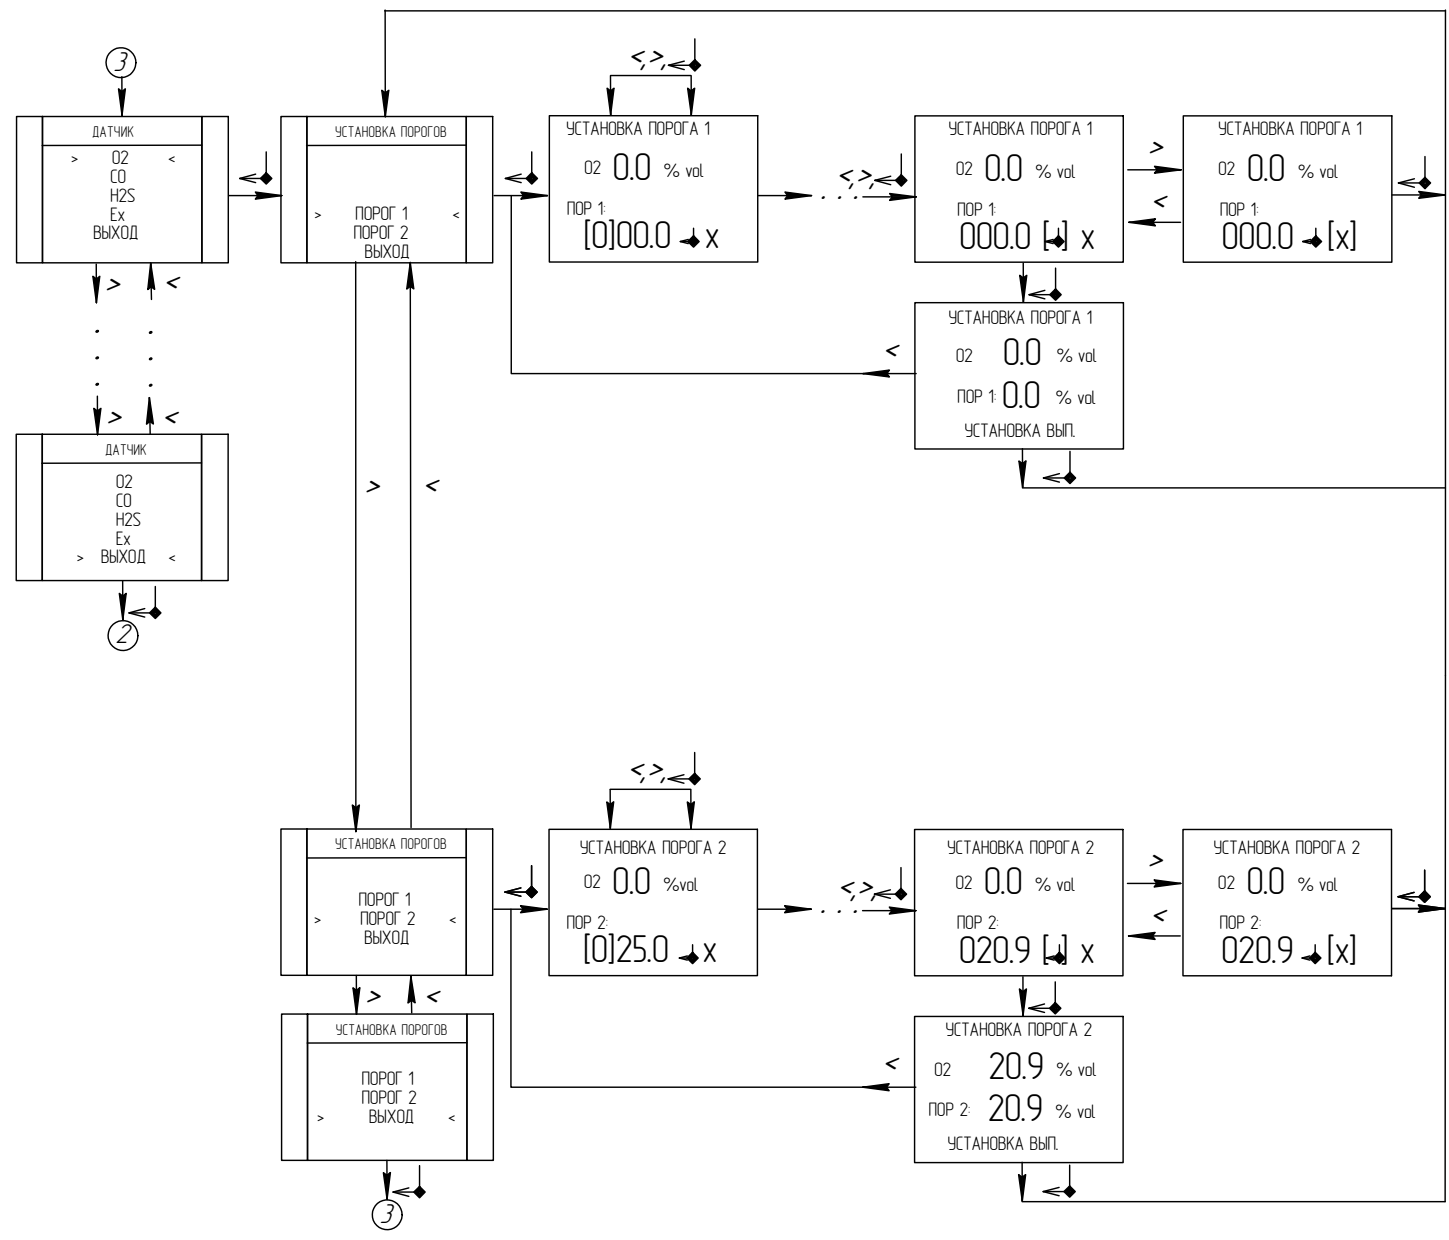 3
ДАТЧИК
> O2 <
CO
H2S
Ex
ВЫХОД
УСТАНОВКА ПОРОГОВ
> ПОРОГ 1 <
ПОРОГ 2
ВЫХОД
<,>,
УСТАНОВКА ПОРОГА 1
O2 0.0 % vol
ПОР 1:
[0]00.0 x
. . .
<,>,
УСТАНОВКА ПОРОГА 1
O2 0.0 % vol
ПОР 1:
000.0 [ ] x
>
<
УСТАНОВКА ПОРОГА 1
O2 0.0 % vol
ПОР 1:
000.0 [x]
> <
УСТАНОВКА ПОРОГА 1
O2 0.0 % vol
ПОР 1: 0.0 % vol
УСТАНОВКА ВЫП.
<
> <
ДАТЧИК
O2
CO
H2S
Ex
> ВЫХОД <
2
> <
УСТАНОВКА ПОРОГОВ
ПОРОГ 1
> ПОРОГ 2 <
ВЫХОД
<,>,
УСТАНОВКА ПОРОГА 2
O2 0.0 %vol
ПОР 2:
[0]25.0 x
. . .
<,>,
УСТАНОВКА ПОРОГА 2
O2 0.0 % vol
ПОР 2:
020.9 [ ] x
>
<
УСТАНОВКА ПОРОГА 2
O2 0.0 % vol
ПОР 2:
020.9 [x]
> <
УСТАНОВКА ПОРОГОВ
ПОРОГ 1
ПОРОГ 2
> ВЫХОД <
<
УСТАНОВКА ПОРОГА 2
O2 20.9 % vol
ПОР 2: 20.9 % vol
УСТАНОВКА ВЫП.
3